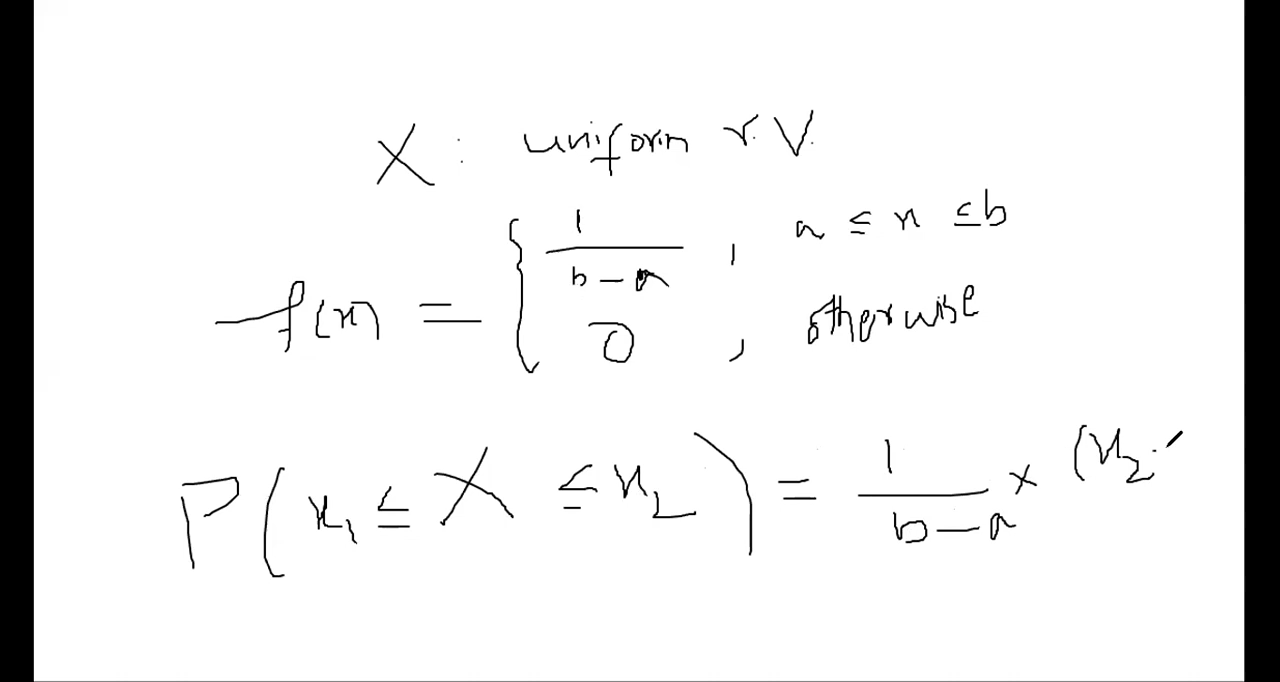 X : uniform r.V.
f(x) = { 1/(b-a) , a ≤ x ≤ b
0 , otherwise
P(x₁ ≤ X ≤ x₂) = 1/(b-a) × (x₂ -